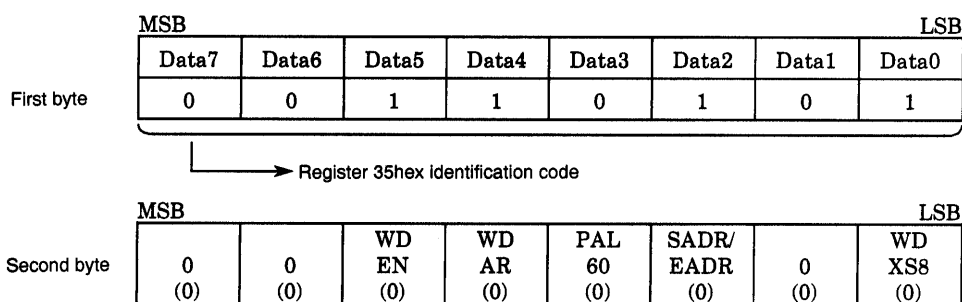 MSB LSB
Data7 Data6 Data5 Data4 Data3 Data2 Data1 Data0
First byte 0 0 1 1 0 1 0 1
Register 35hex identification code
MSB LSB
WD WD PAL SADR/ WD
Second byte 0 0 EN AR 60 EADR 0 XS8
(0) (0) (0) (0) (0) (0) (0) (0)